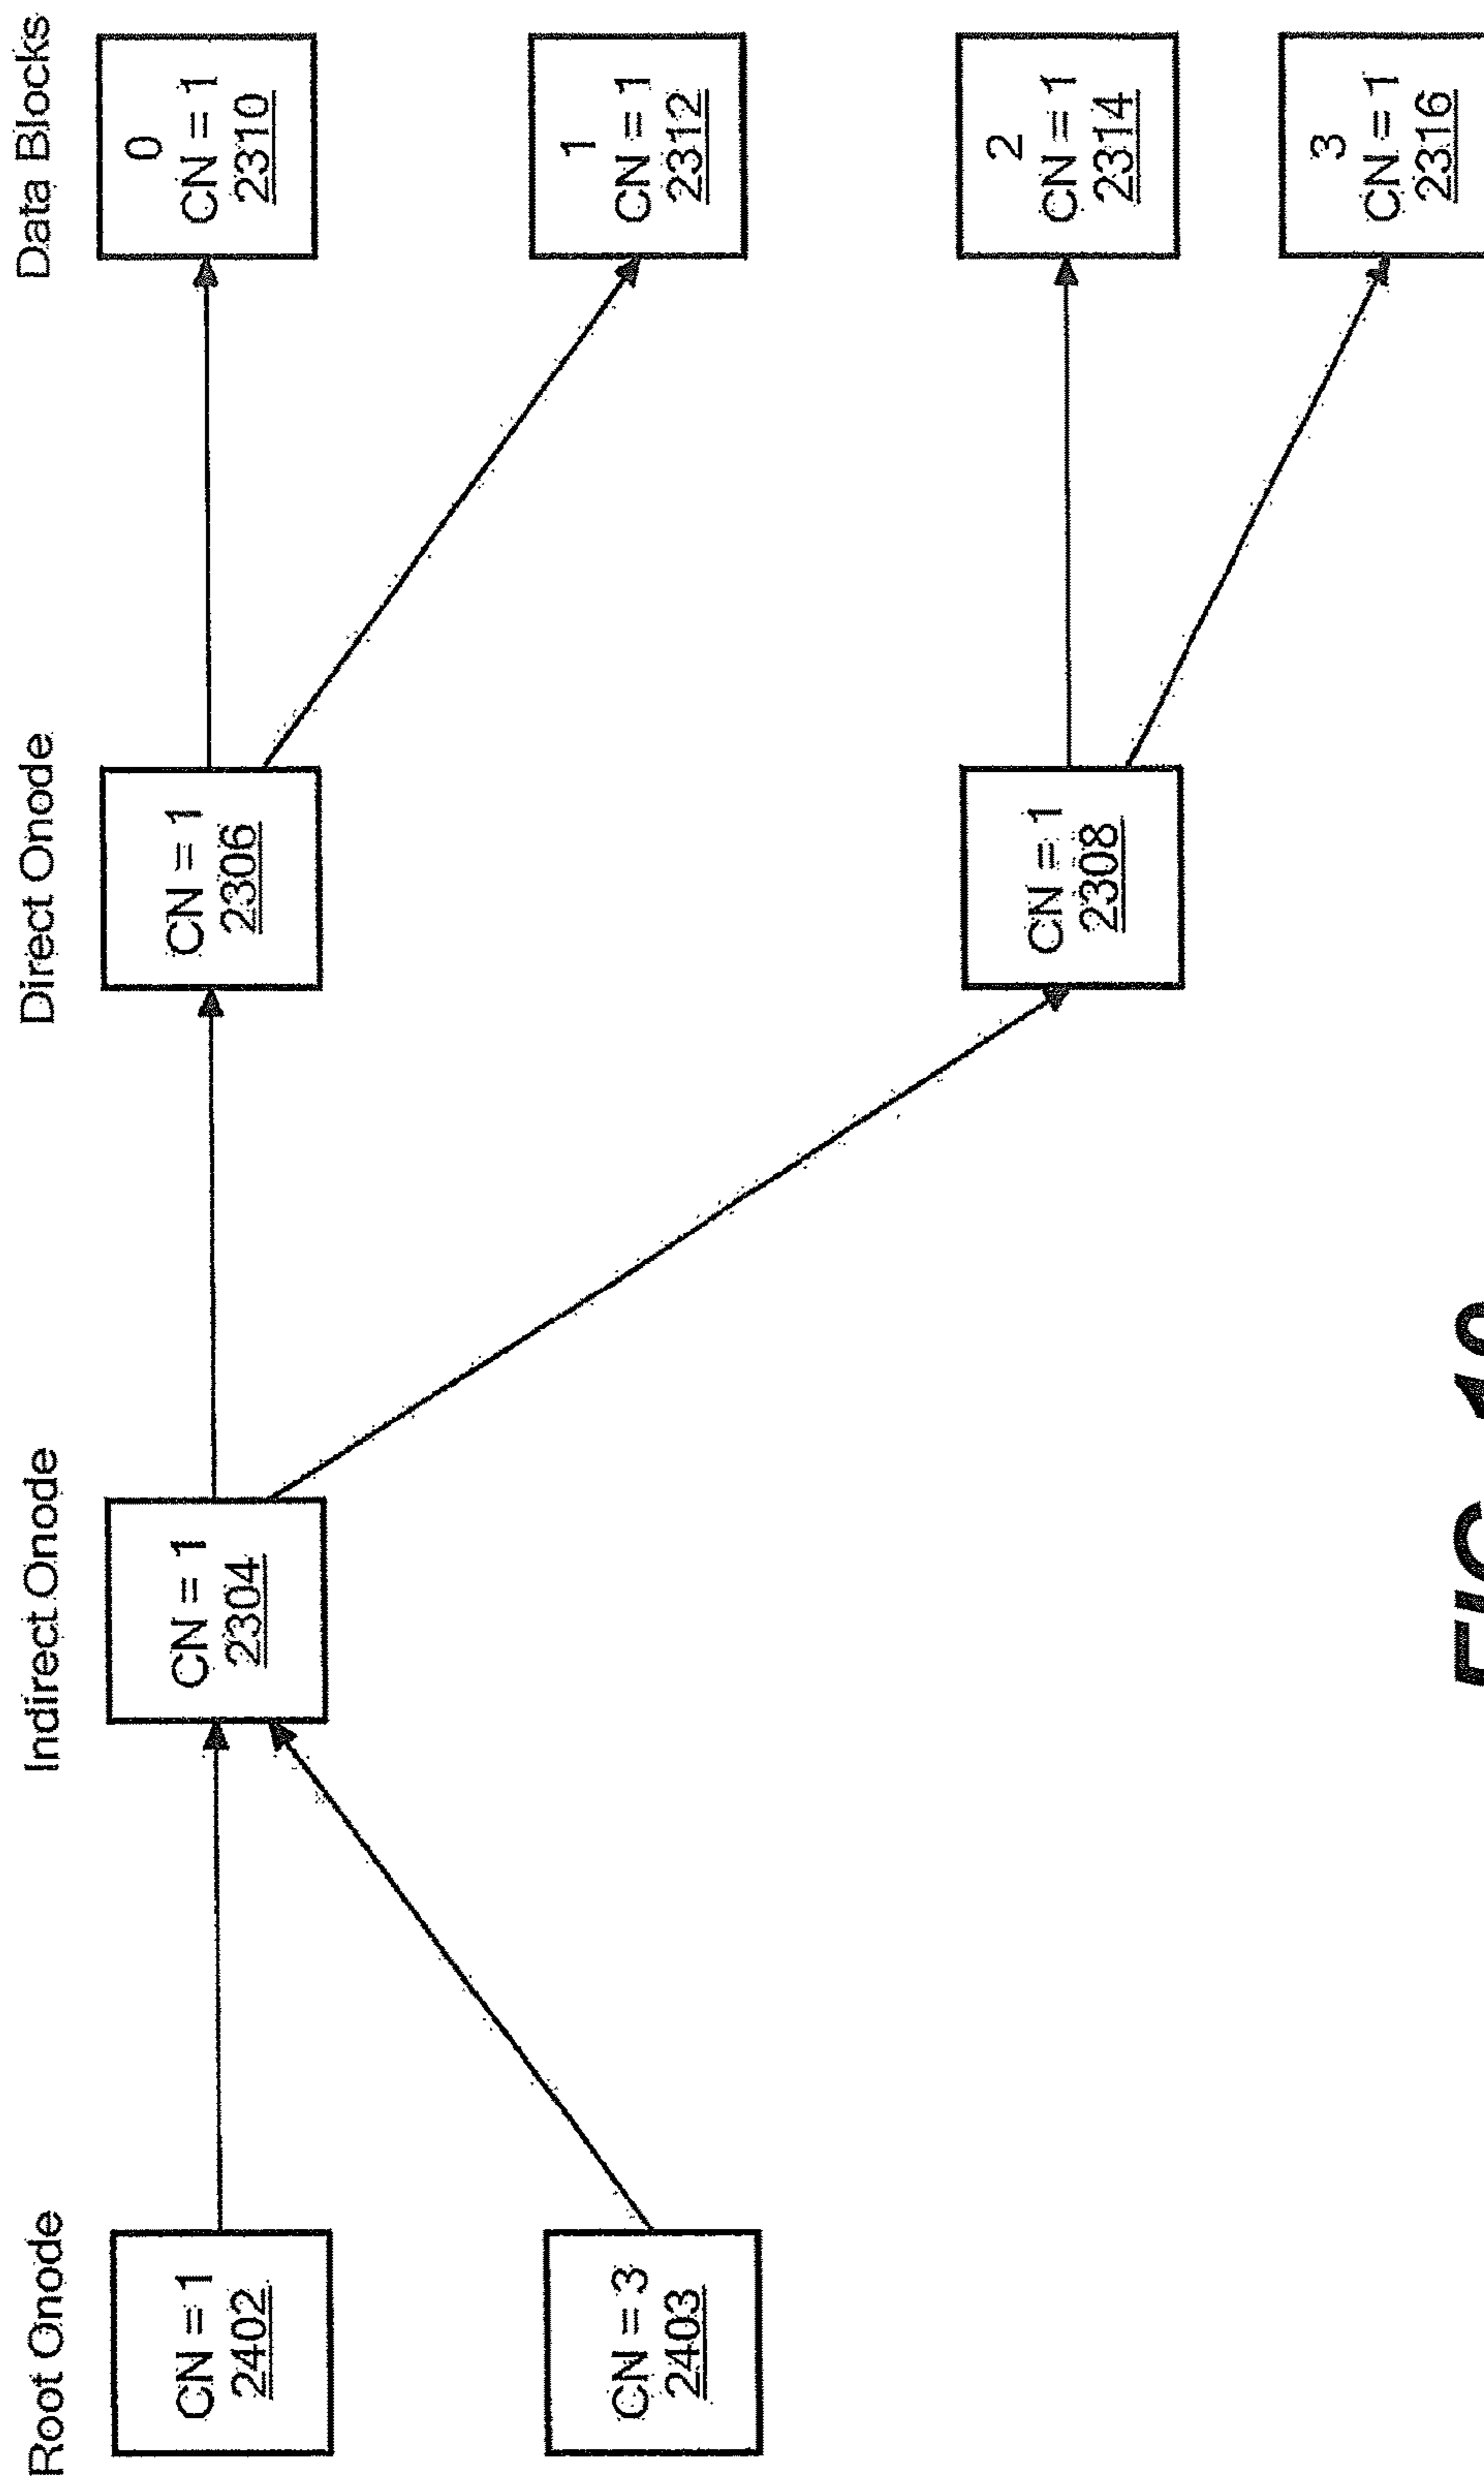 Root Onode
Indirect Onode
Direct Onode
Data Blocks
CN = 1
2402
CN = 1
2304
CN = 1
2306
0
CN = 1
2310
CN = 3
2403
1
CN = 1
2312
CN = 1
2308
2
CN = 1
2314
3
CN = 1
2316
FIG.